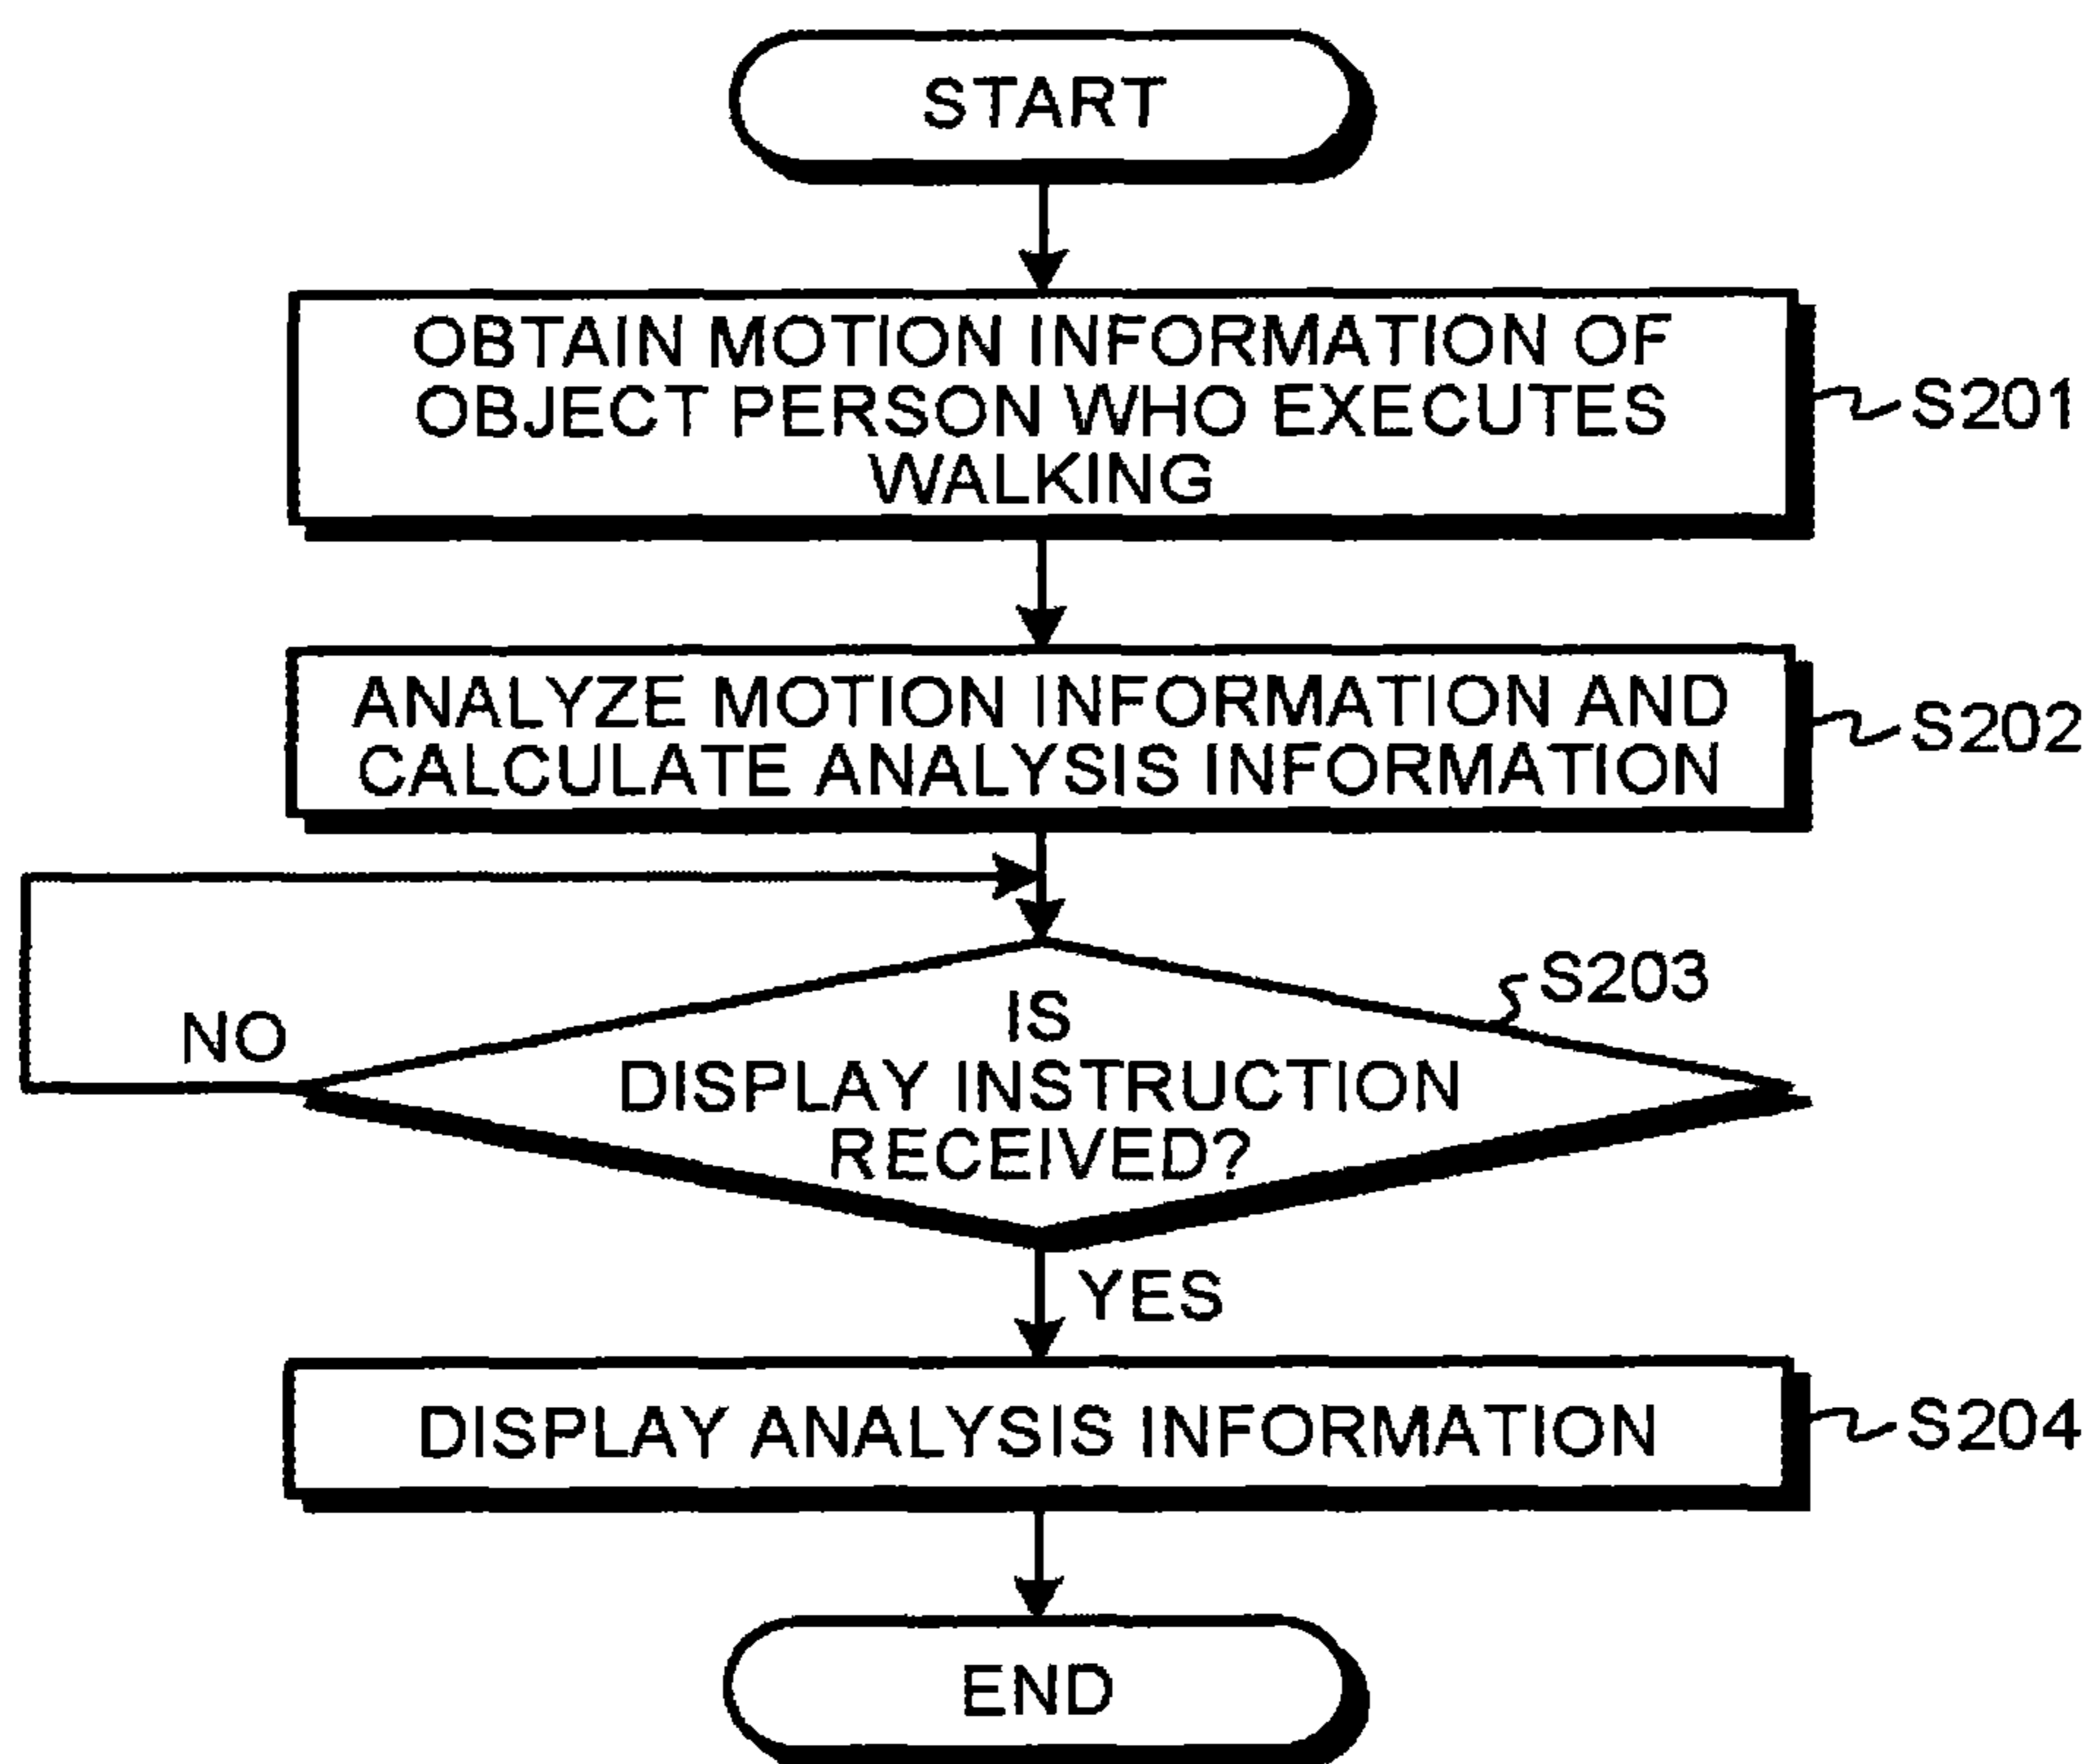 START
OBTAIN MOTION INFORMATION OF
OBJECT PERSON WHO EXECUTES
WALKING
S201
ANALYZE MOTION INFORMATION AND
CALCULATE ANALYSIS INFORMATION
S202
S203
NO
IS
DISPLAY INSTRUCTION
RECEIVED?
YES
DISPLAY ANALYSIS INFORMATION
S204
END